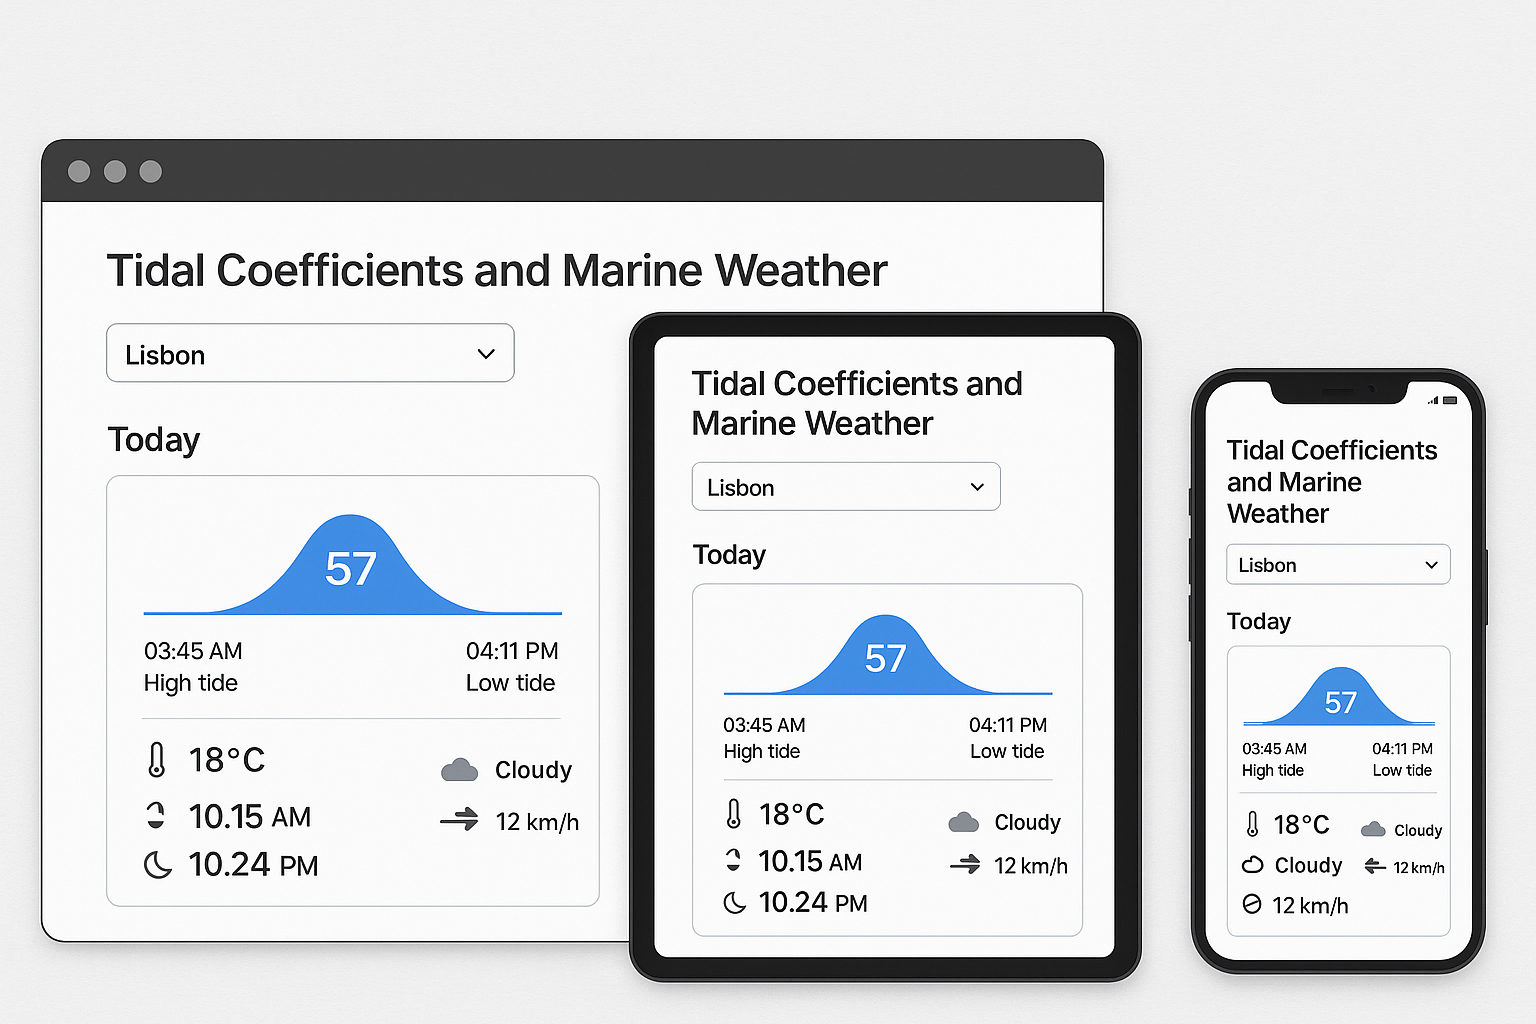 Tidal Coefficients and Marine Weather
Lisbon
Today
57
03:45 AM
High tide
04:11 PM
Low tide
18°C
Cloudy
10.15 AM
12 km/h
10.24 PM
Tidal Coefficients and
Marine Weather
Lisbon
Today
57
03:45 AM
High tide
04:11 PM
Low tide
18°C
Cloudy
10.15 AM
12 km/h
10.24 PM
Tidal Coefficients
and Marine
Weather
Lisbon
Today
57
03:45 AM
High tide
04:11 PM
Low tide
18°C
Cloudy
Cloudy
12 km/h
12 km/h